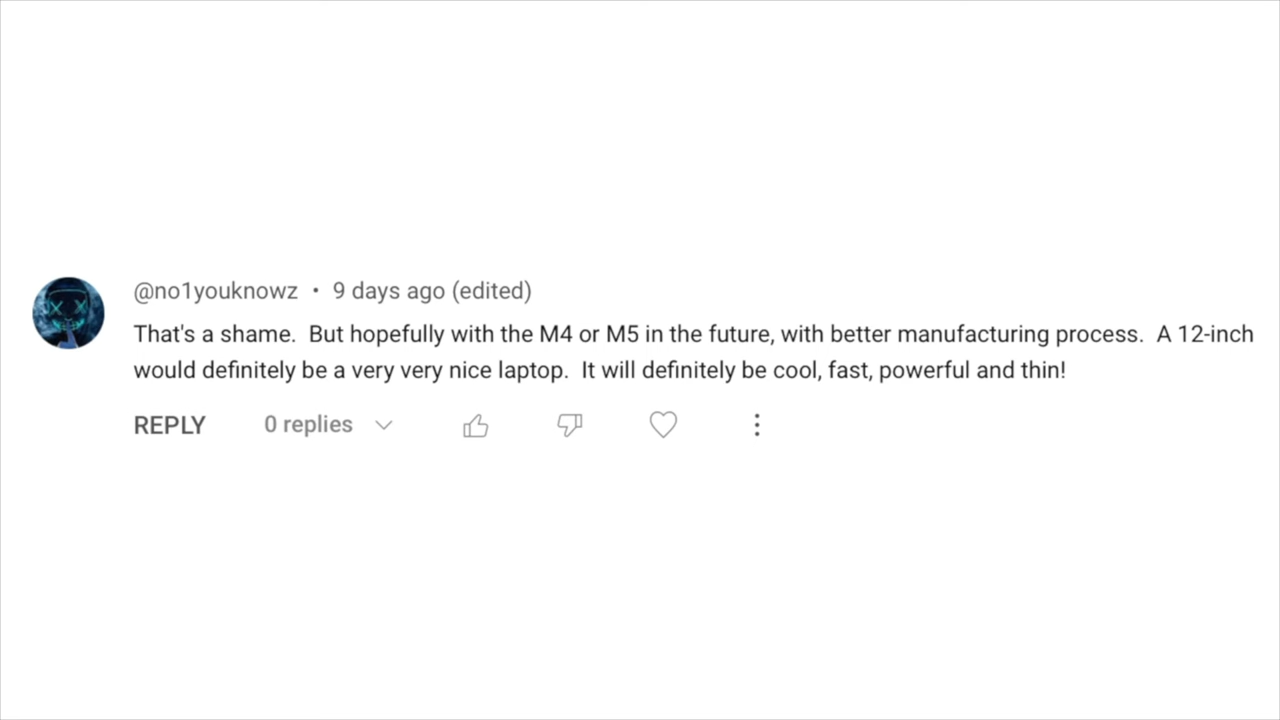 @no1youknowz • 9 days ago (edited)
That's a shame.  But hopefully with the M4 or M5 in the future, with better manufacturing process.  A 12-inch
would definitely be a very very nice laptop.  It will definitely be cool, fast, powerful and thin!
REPLY 0 replies